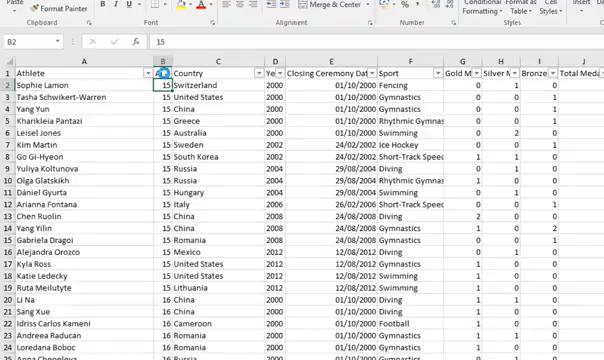 Paste
Format Painter
B I U
Merge & Center
Conditional Format as Cell Insert
Formatting Table Styles
Clipboard Font Alignment Number Styles
B2 15
A B C D E F G H I J
1 Athlete A Country Ye Closing Ceremony Dat Sport Gold M Silver M Bronze Total Meda
2 Sophie Lamon 15 Switzerland 2000 01/10/2000 Fencing 0 1 0
3 Tasha Schwikert-Warren 15 United States 2000 01/10/2000 Gymnastics 0 0 1
4 Yang Yun 15 China 2000 01/10/2000 Gymnastics 0 0 1
5 Kharikleia Pantazi 15 Greece 2000 01/10/2000 Rhythmic Gymnas 0 0 1
6 Leisel Jones 15 Australia 2000 01/10/2000 Swimming 0 2 0
7 Kim Martin 15 Sweden 2002 24/02/2002 Ice Hockey 0 0 1
8 Go Gi-Hyeon 15 South Korea 2002 24/02/2002 Short-Track Speed 1 1 0
9 Yuliya Koltunova 15 Russia 2004 29/08/2004 Diving 0 1 0
10 Olga Glatskikh 15 Russia 2004 29/08/2004 Rhythmic Gymnas 1 0 0
11 Dániel Gyurta 15 Hungary 2004 29/08/2004 Swimming 0 1 0
12 Arianna Fontana 15 Italy 2006 26/02/2006 Short-Track Speed 0 0 1
13 Chen Ruolin 15 China 2008 24/08/2008 Diving 2 0 0
14 Yang Yilin 15 China 2008 24/08/2008 Gymnastics 1 0 2
15 Gabriela Dragoi 15 Romania 2008 24/08/2008 Gymnastics 0 0 1
16 Alejandra Orozco 15 Mexico 2012 12/08/2012 Diving 0 1 0
17 Kyla Ross 15 United States 2012 12/08/2012 Gymnastics 1 0 0
18 Katie Ledecky 15 United States 2012 12/08/2012 Swimming 1 0 0
19 Ruta Meilutyte 15 Lithuania 2012 12/08/2012 Swimming 1 0 0
20 Li Na 16 China 2000 01/10/2000 Diving 1 1 0
21 Sang Xue 16 China 2000 01/10/2000 Diving 1 0 0
22 Idriss Carlos Kameni 16 Cameroon 2000 01/10/2000 Football 1 0 0
23 Andreea Raducan 16 Romania 2000 01/10/2000 Gymnastics 1 0 0
24 Loredana Boboc 16 Romania 2000 01/10/2000 Gymnastics 1 0 0